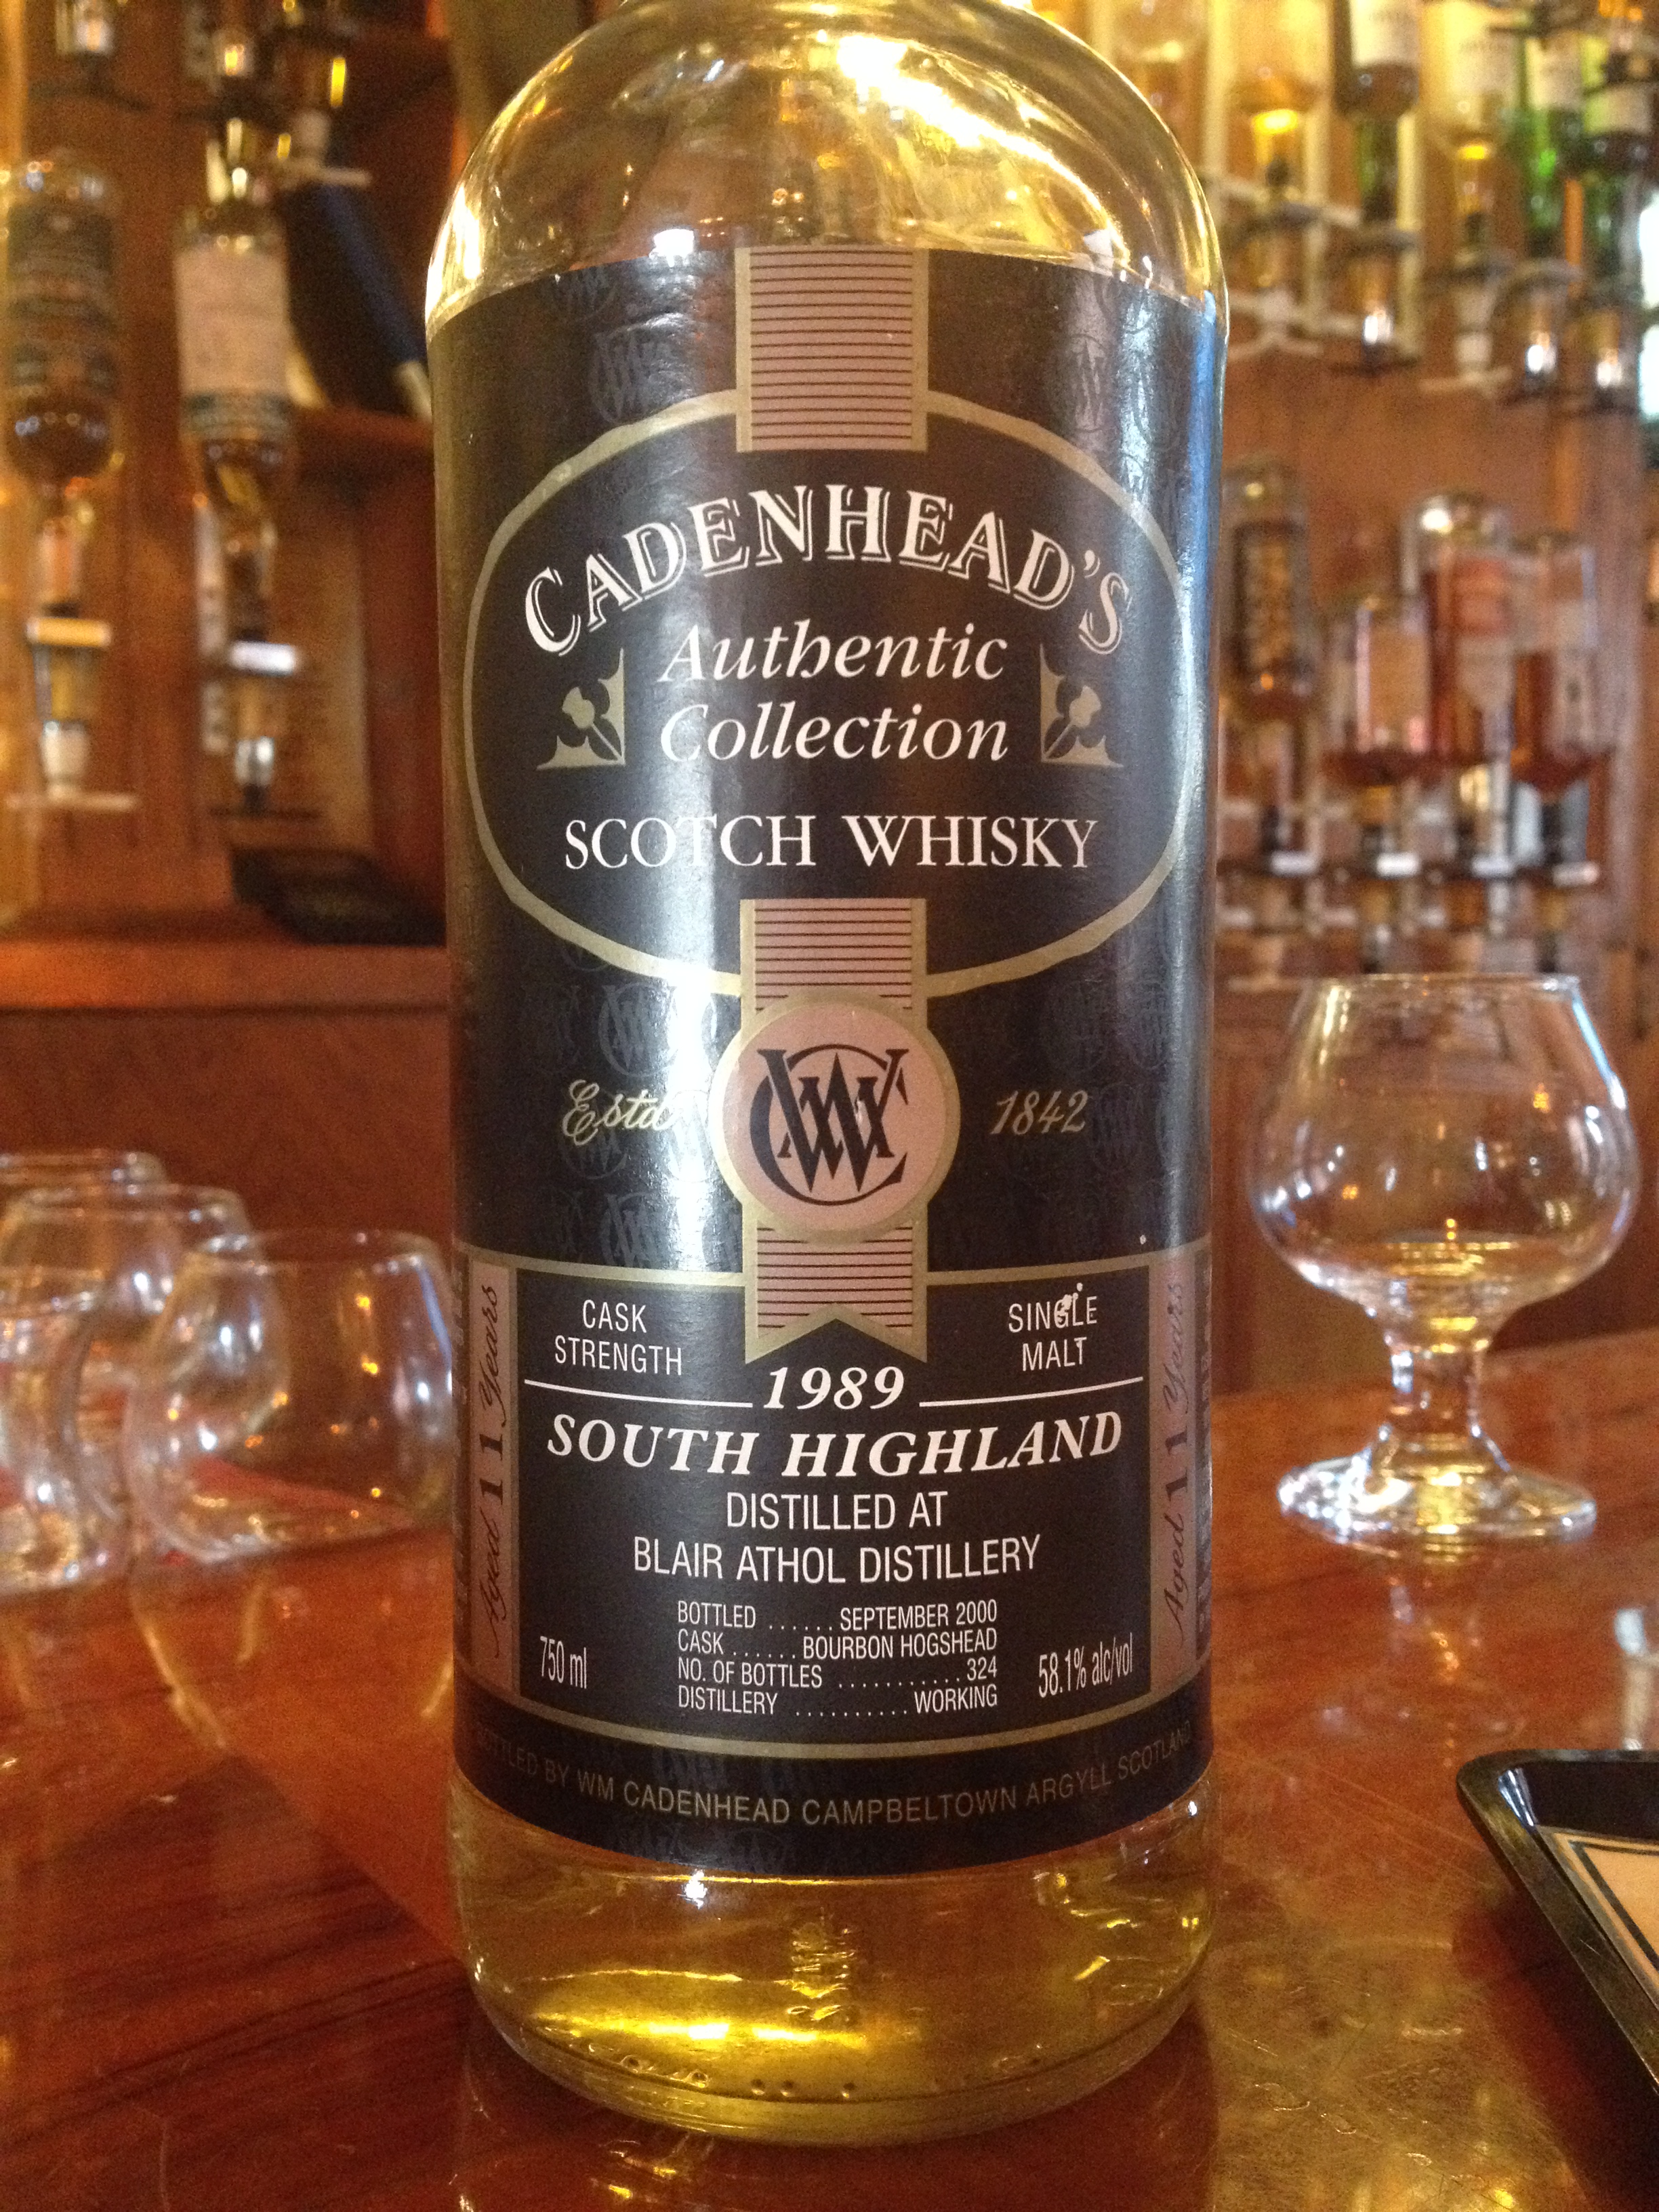 CADENHEAD'S
Authentic
Collection
SCOTCH WHISKY
Estd 1842
CWM
CASK STRENGTH
SINGLE MALT
1989
SOUTH HIGHLAND
DISTILLED AT
BLAIR ATHOL DISTILLERY
BOTTLED ...... SEPTEMBER 2000
CASK ...... BOURBON HOGSHEAD
NO. OF BOTTLES ........... 324
DISTILLERY .......... WORKING
750 ml
58.1% alc/vol
Aged 11 Years
Aged 11 Years
BOTTLED BY WM CADENHEAD CAMPBELTOWN ARGYLL SCOTLAND